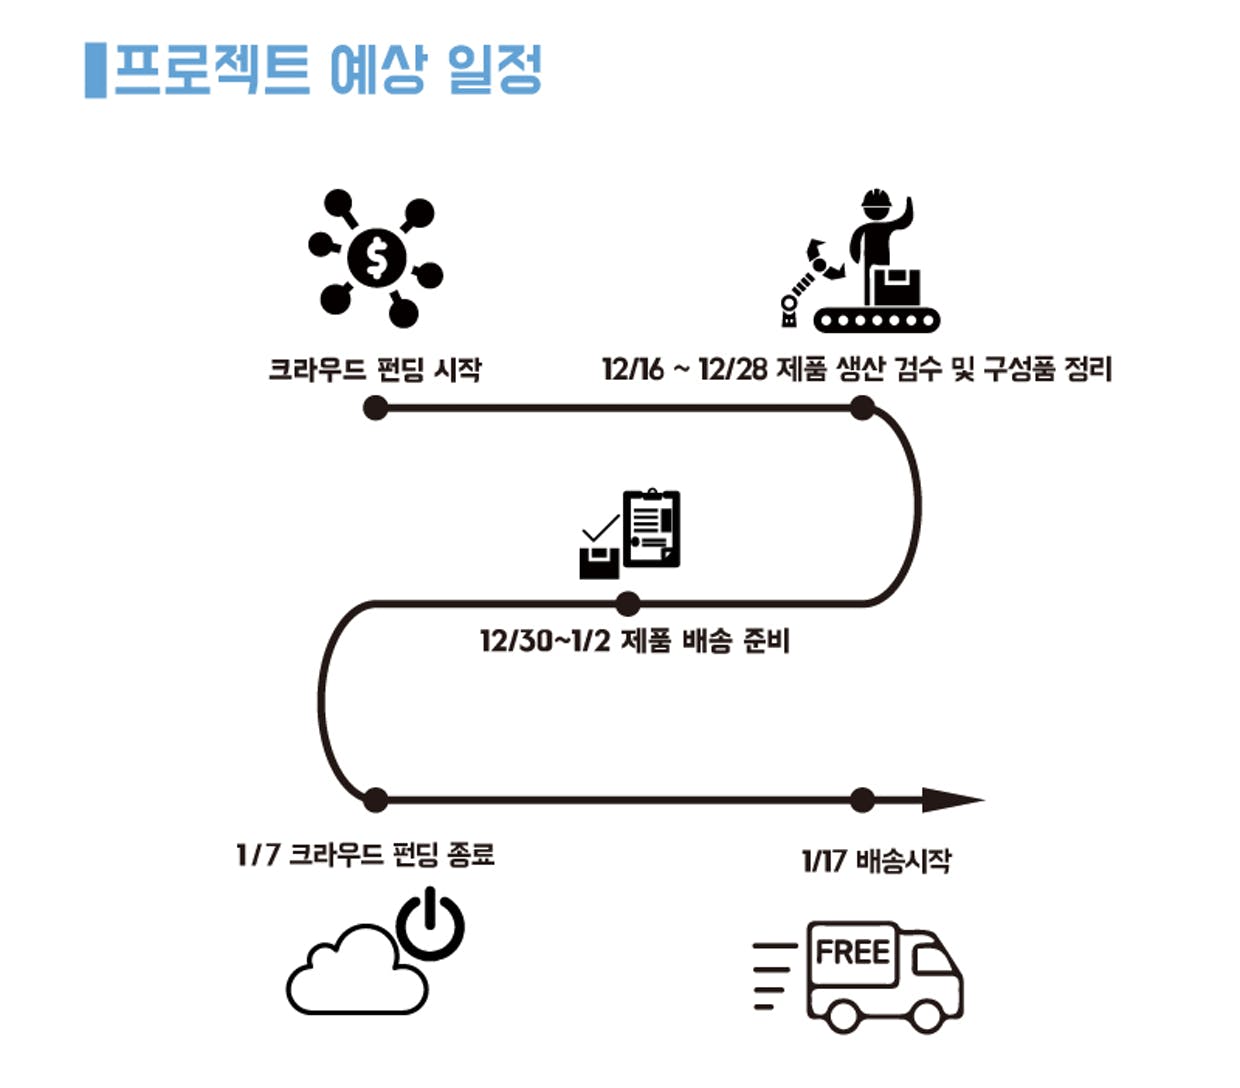 프로젝트 예상 일정
$
크라우드 펀딩 시작
12/16 ~ 12/28 제품 생산 검수 및 구성품 정리
12/30~1/2 제품 배송 준비
1/7 크라우드 펀딩 종료
1/17 배송시작
FREE